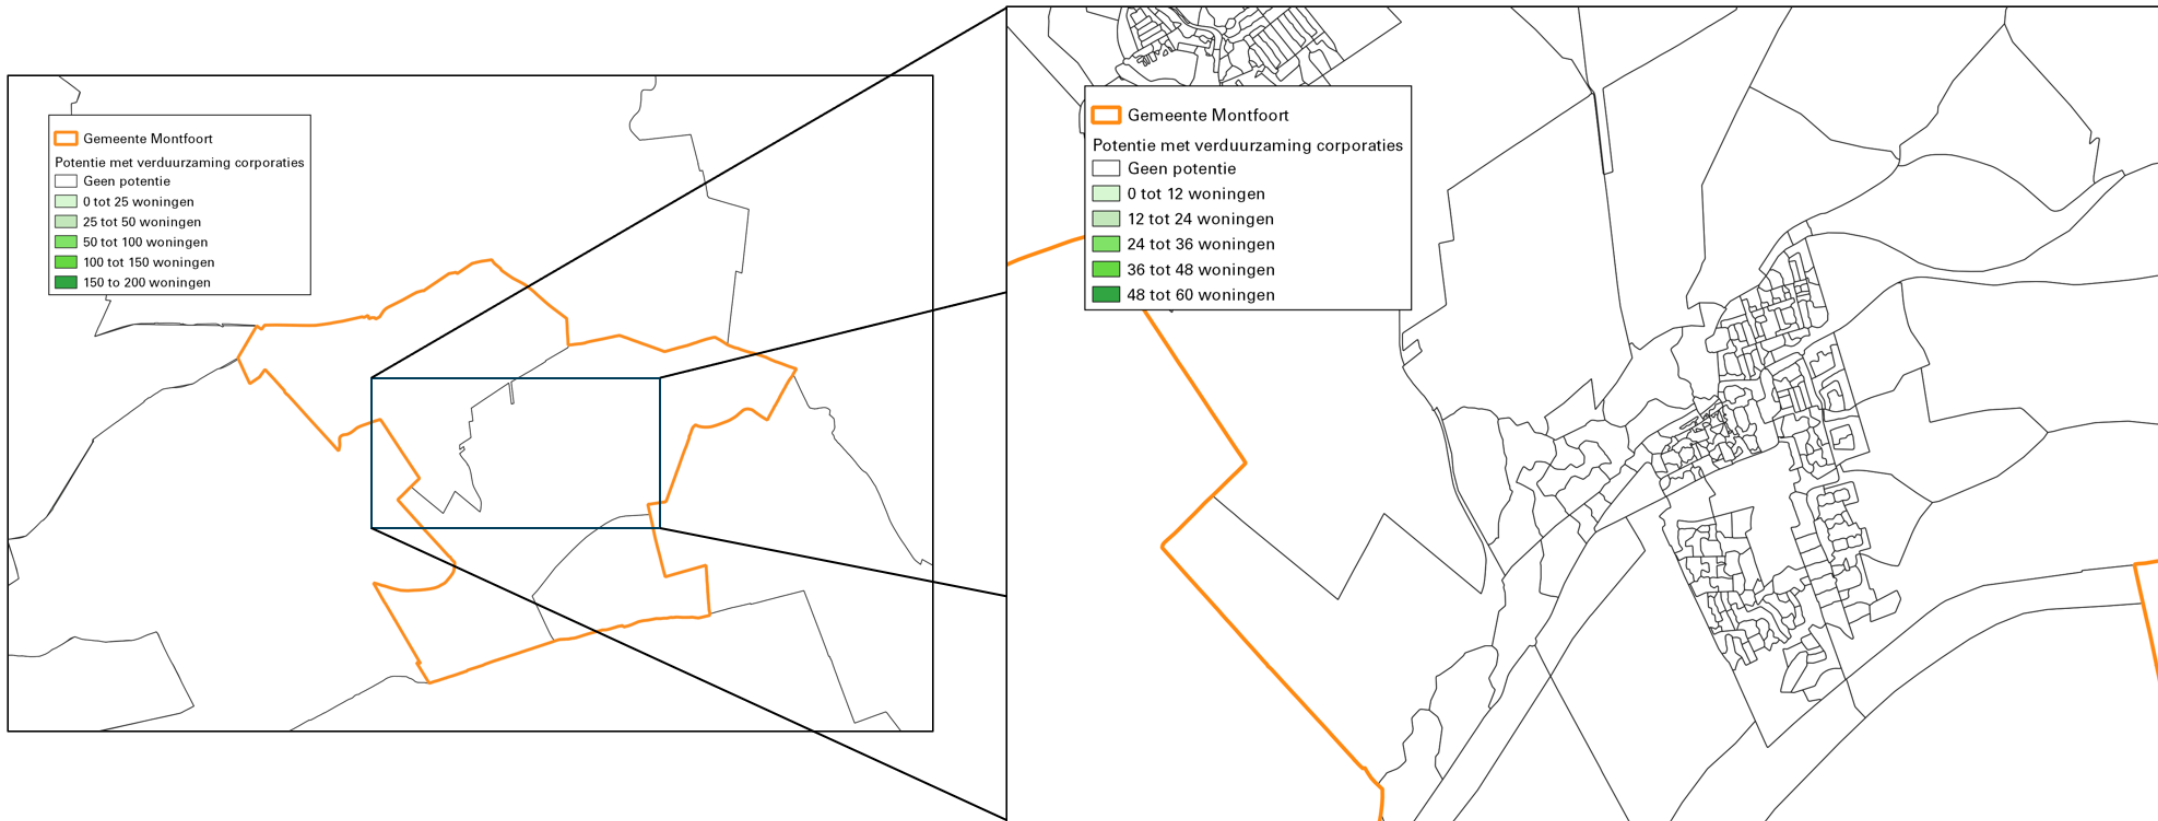 Gemeente Montfoort
Potentie met verduurzaming corporaties
Geen potentie
0 tot 25 woningen
25 tot 50 woningen
50 tot 100 woningen
100 tot 150 woningen
150 to 200 woningen
Gemeente Montfoort
Potentie met verduurzaming corporaties
Geen potentie
0 tot 12 woningen
12 tot 24 woningen
24 tot 36 woningen
36 tot 48 woningen
48 tot 60 woningen